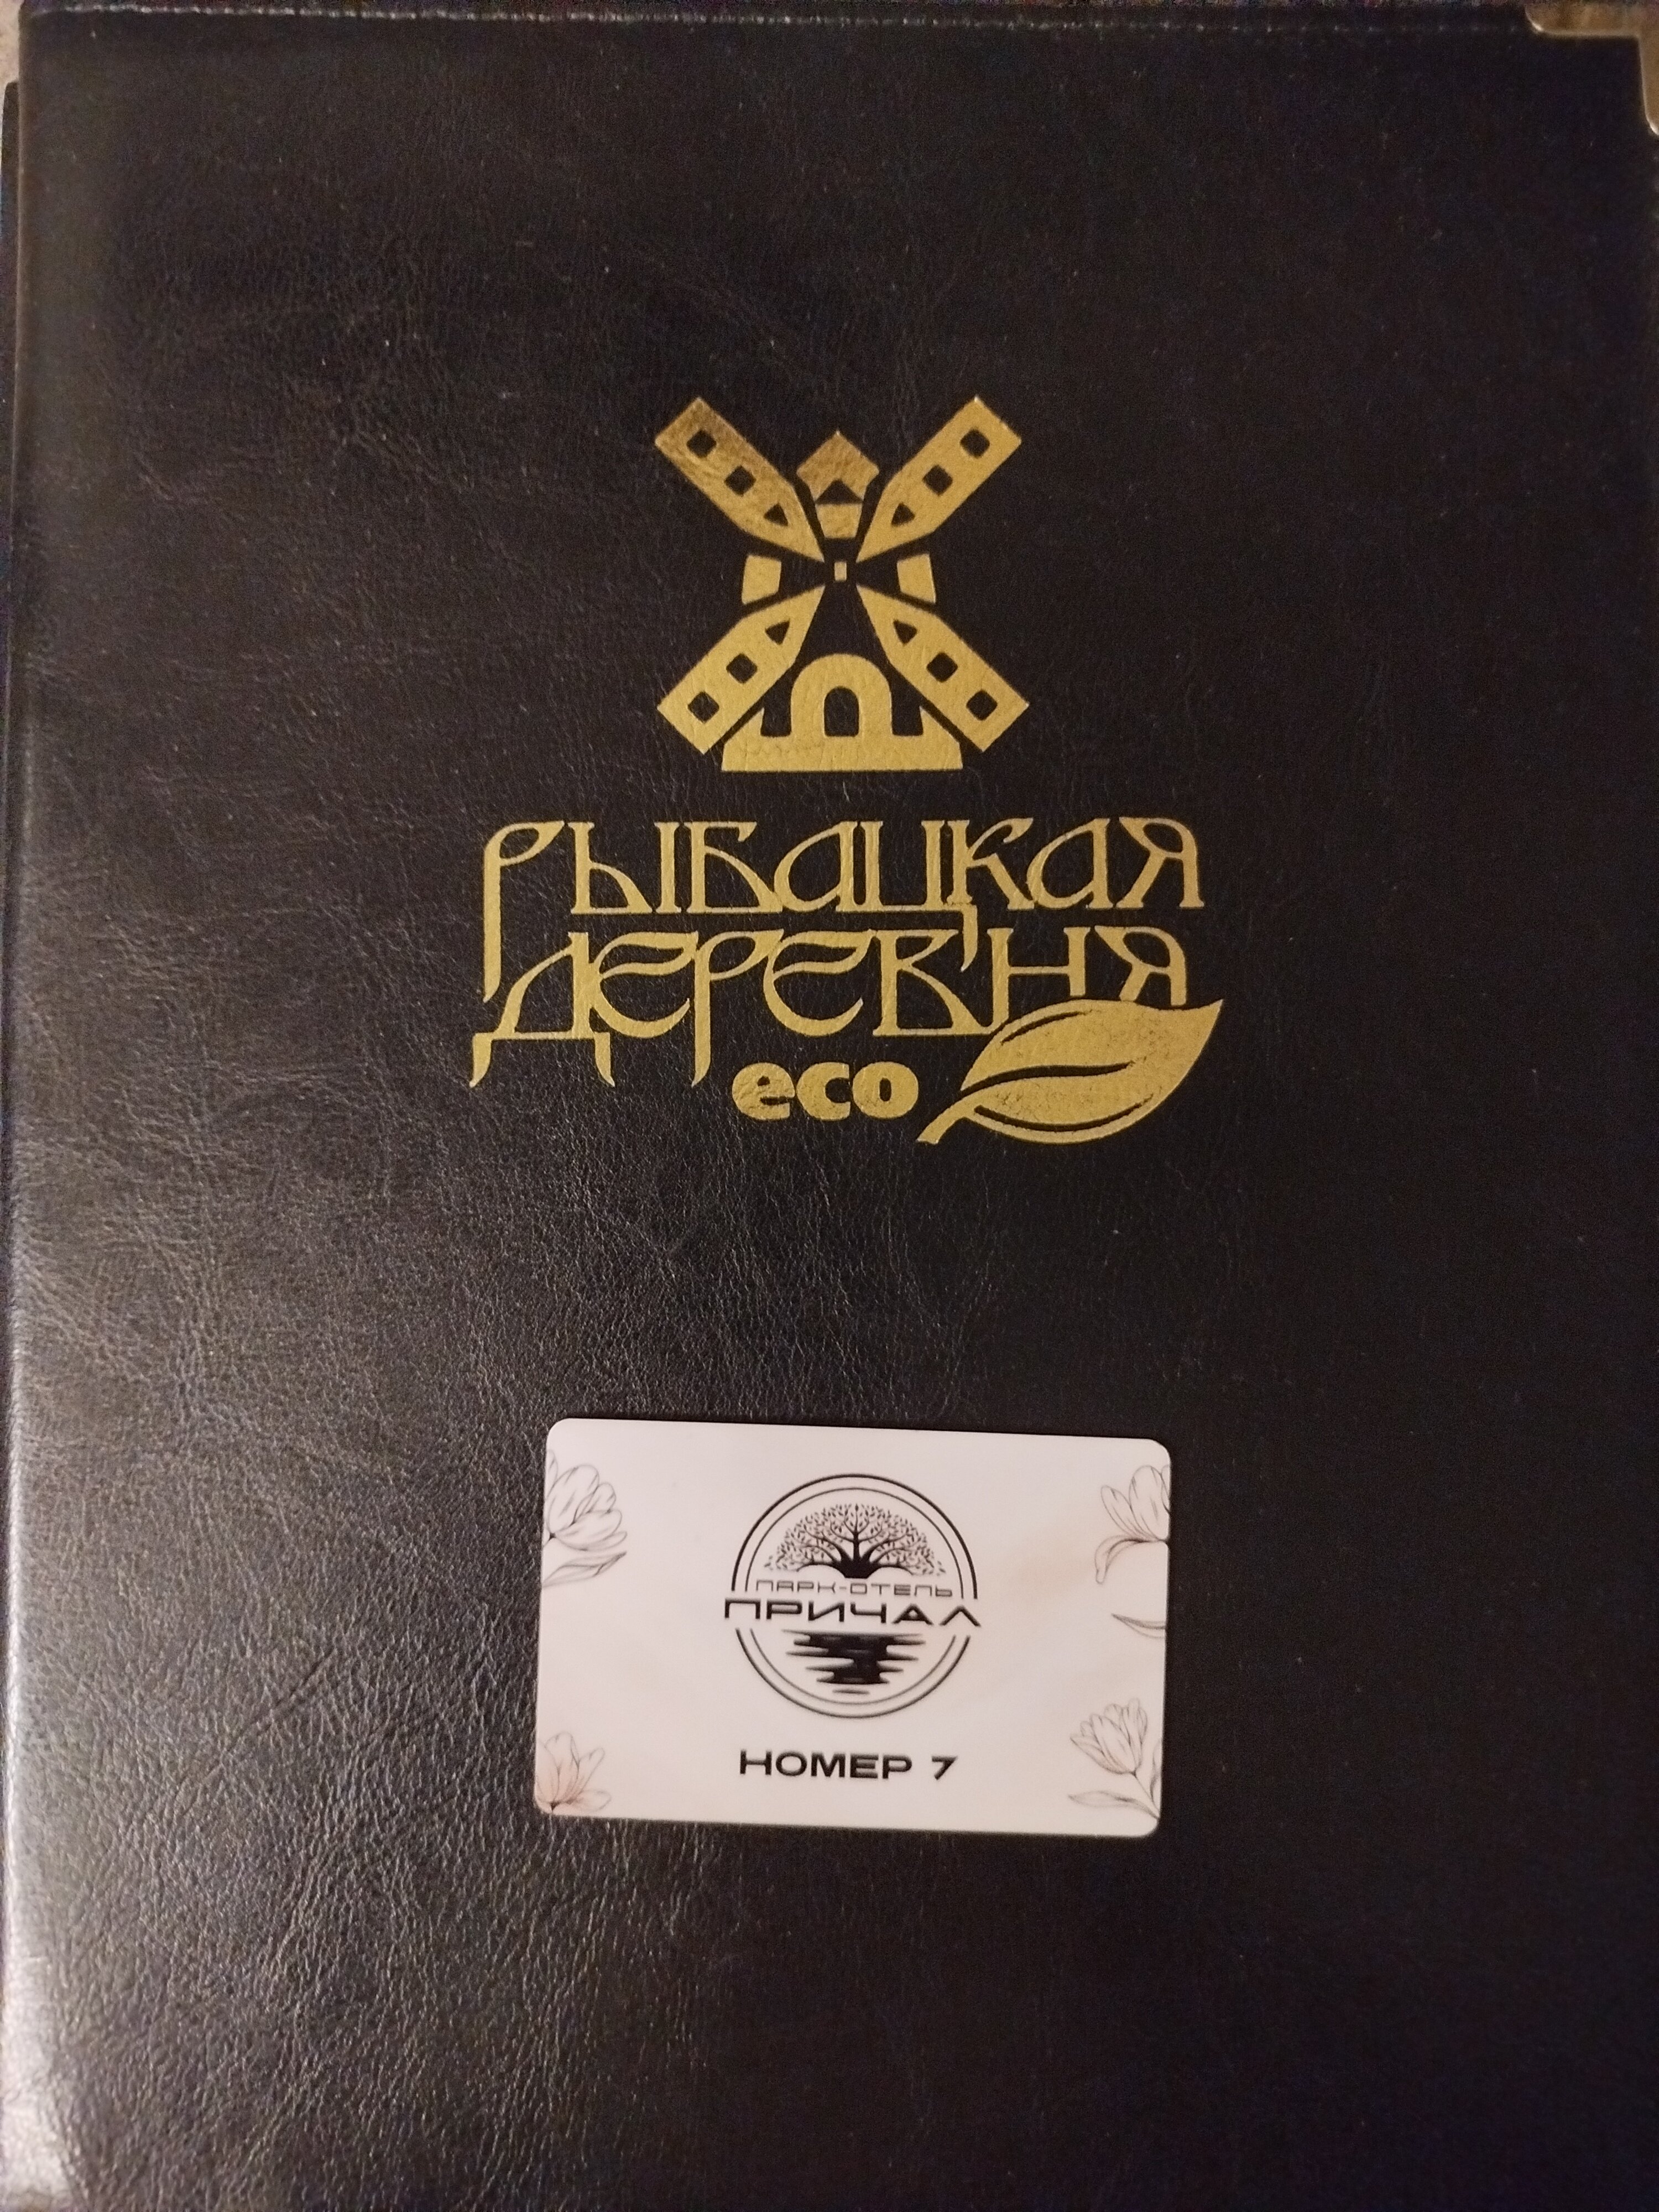 РЫБАЦКАЯ
ДЕРЕВНЯ
eco
ПАРК-ОТЕЛЬ
ПРИЧАЛ
НОМЕР 7